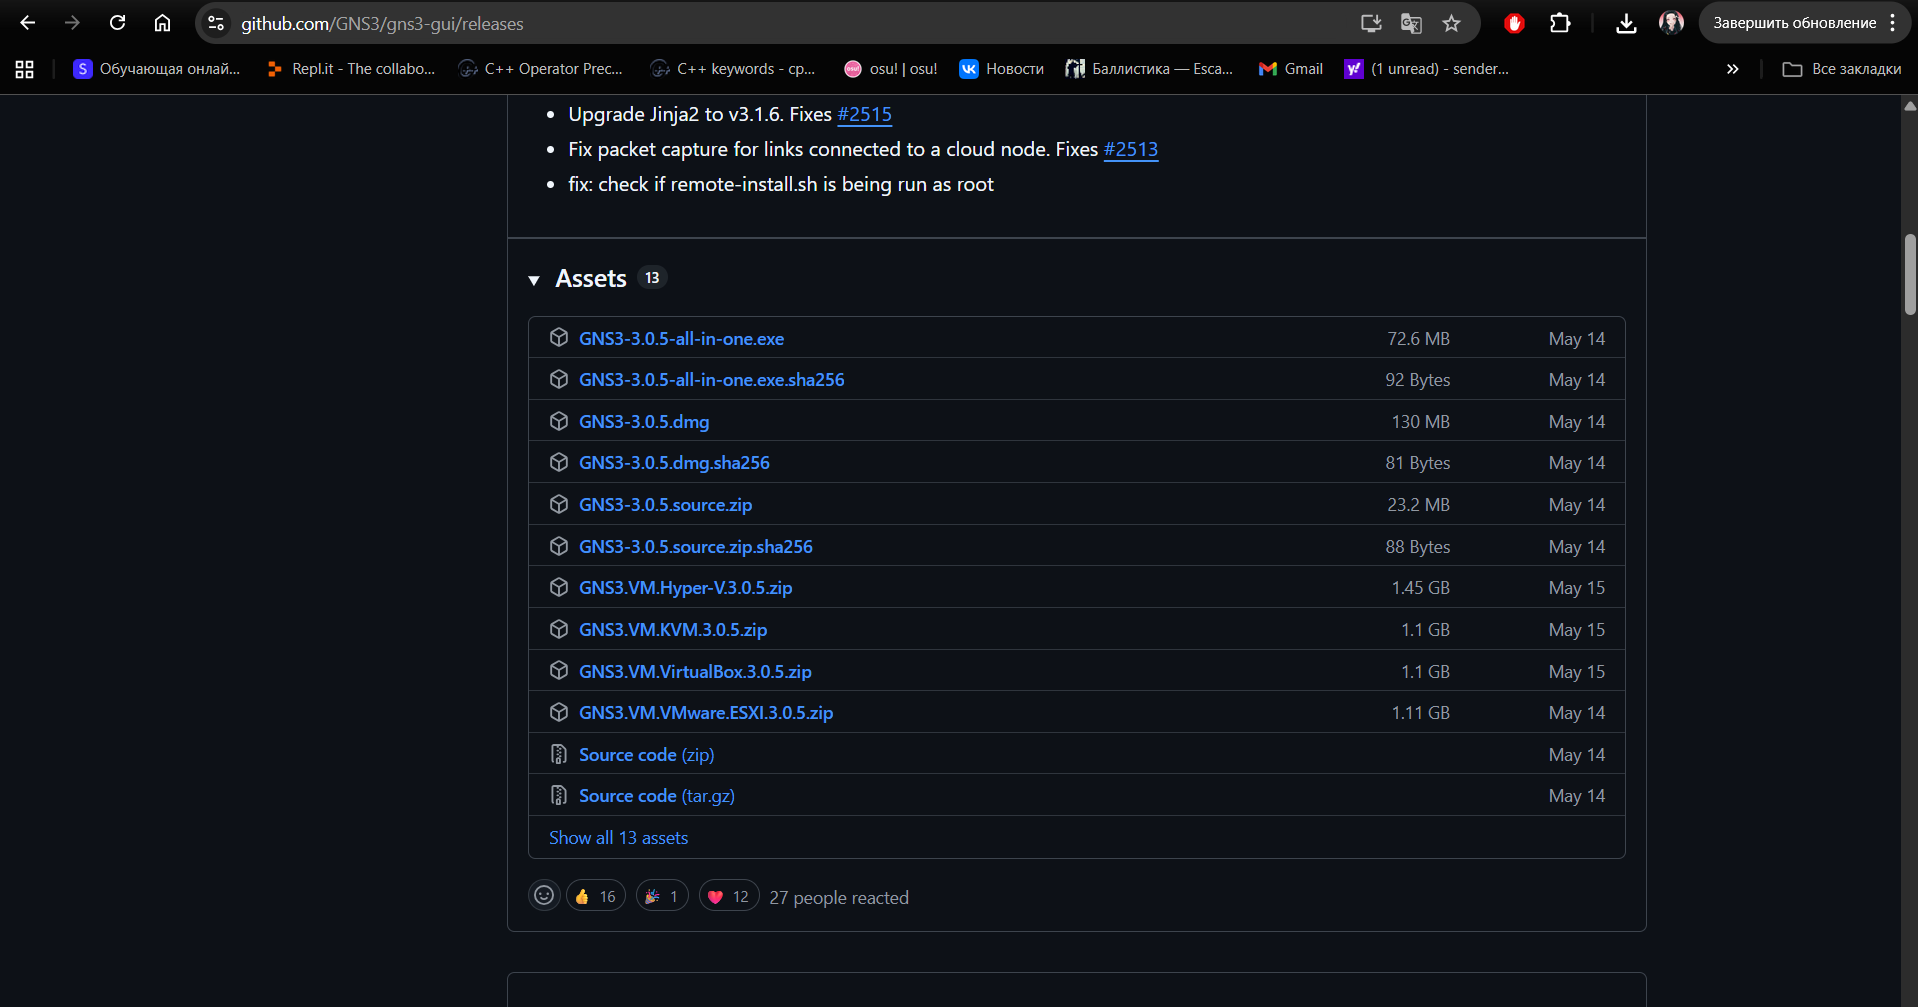 github.com/GNS3/gns3-gui/releases
Завершить обновление
S Обучающая онлай...
Repl.it - The collabo...
C++ Operator Prec...
C++ keywords - cp...
osu! | osu!
Новости
Баллистика — Esca...
Gmail
(1 unread) - sender...
Все закладки
Upgrade Jinja2 to v3.1.6. Fixes #2515
Fix packet capture for links connected to a cloud node. Fixes #2513
fix: check if remote-install.sh is being run as root
Assets 13
GNS3-3.0.5-all-in-one.exe 72.6 MB May 14
GNS3-3.0.5-all-in-one.exe.sha256 92 Bytes May 14
GNS3-3.0.5.dmg 130 MB May 14
GNS3-3.0.5.dmg.sha256 81 Bytes May 14
GNS3-3.0.5.source.zip 23.2 MB May 14
GNS3-3.0.5.source.zip.sha256 88 Bytes May 14
GNS3.VM.Hyper-V.3.0.5.zip 1.45 GB May 15
GNS3.VM.KVM.3.0.5.zip 1.1 GB May 15
GNS3.VM.VirtualBox.3.0.5.zip 1.1 GB May 15
GNS3.VM.VMware.ESXI.3.0.5.zip 1.11 GB May 14
Source code (zip) May 14
Source code (tar.gz) May 14
Show all 13 assets
👍 16 🎉 1 ❤️ 12 27 people reacted